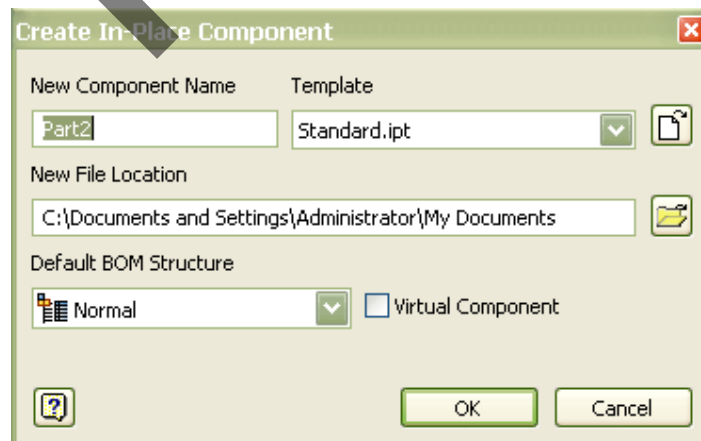 Create In-Place Component
New Component Name Template
Part2 Standard.ipt
New File Location
C:\Documents and Settings\Administrator\My Documents
Default BOM Structure
Normal Virtual Component
OK Cancel